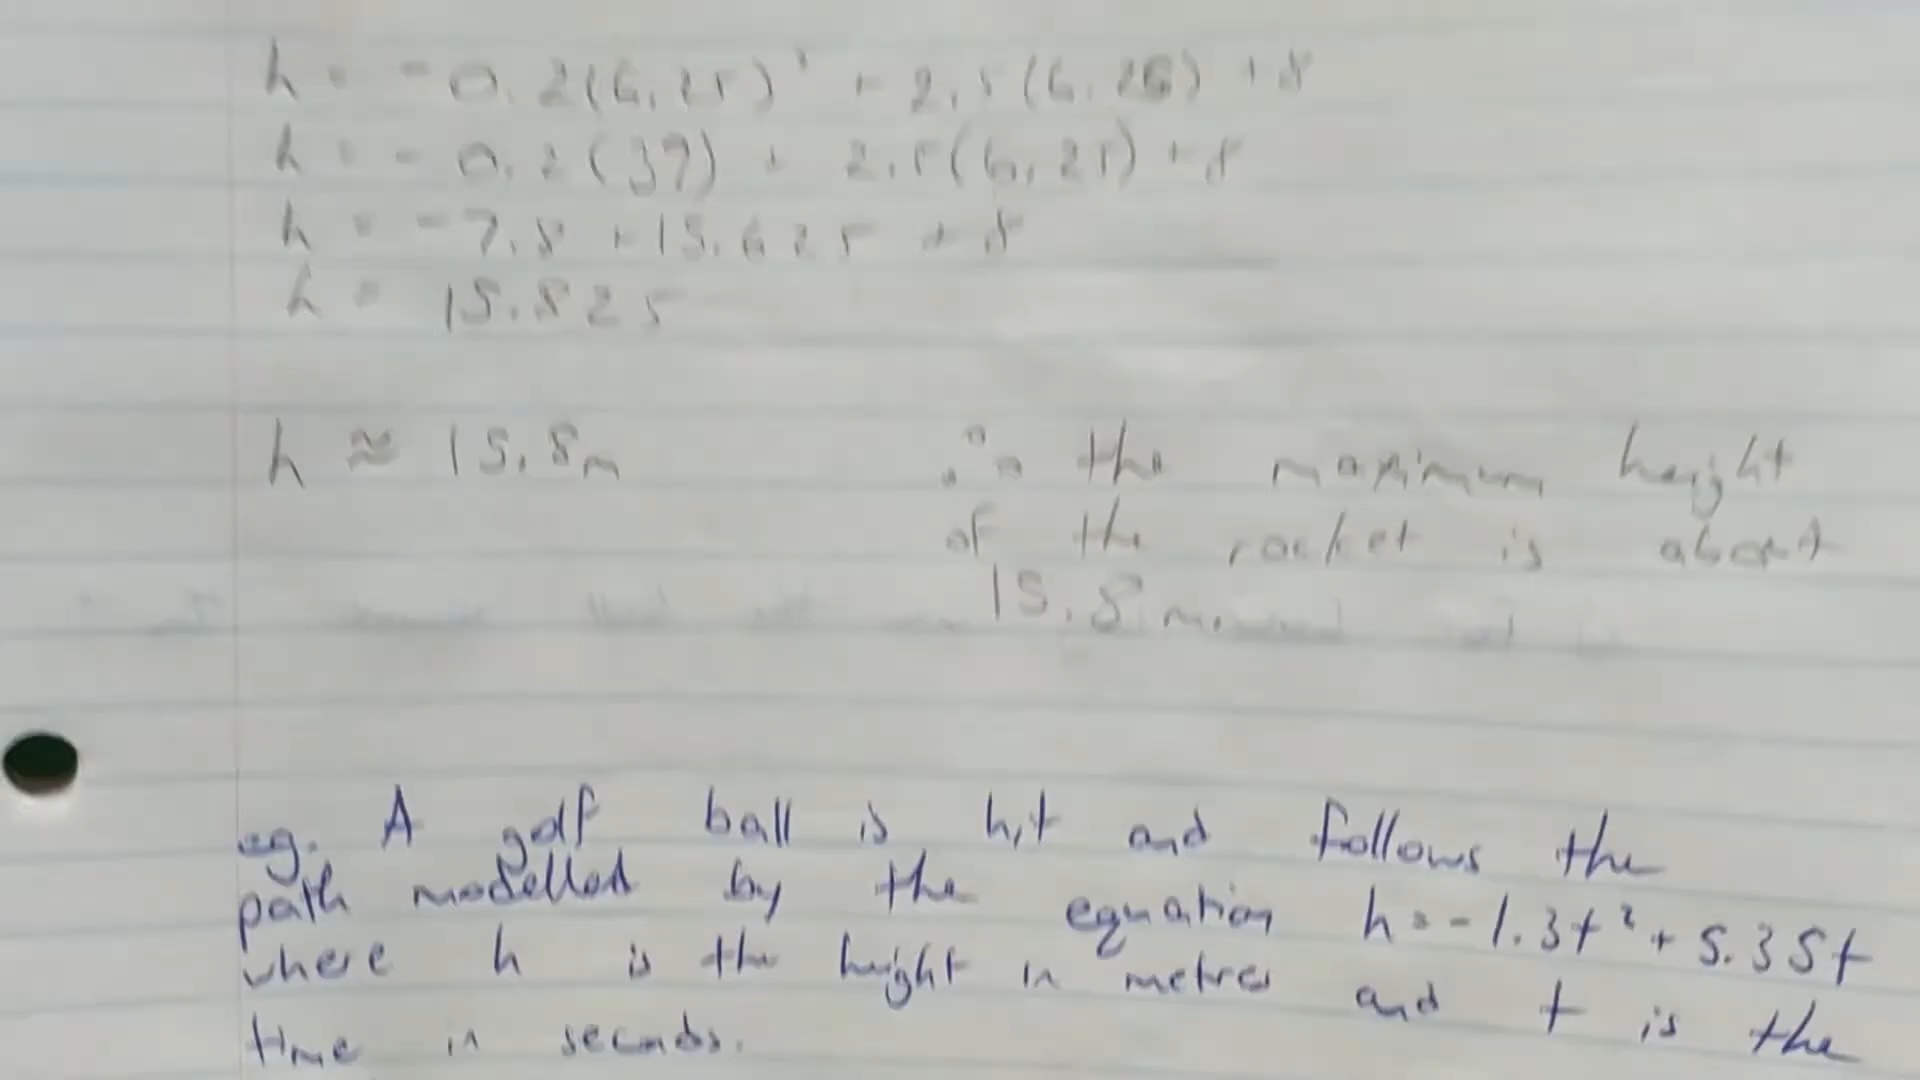 h = -0.2(6.25)² + 2.5(6.25) + 8
h = -0.2(39) + 2.5(6.25) + 8
h = -7.8 + 15.625 + 8
h = 15.825
h ≈ 15.8m
∴ the maximum height
of the rocket is about
15.8m.
eg. A golf ball is hit and follows the
path modelled by the equation h = -1.3t² + 5.35t
where h is the height in metres and t is the
time in seconds.